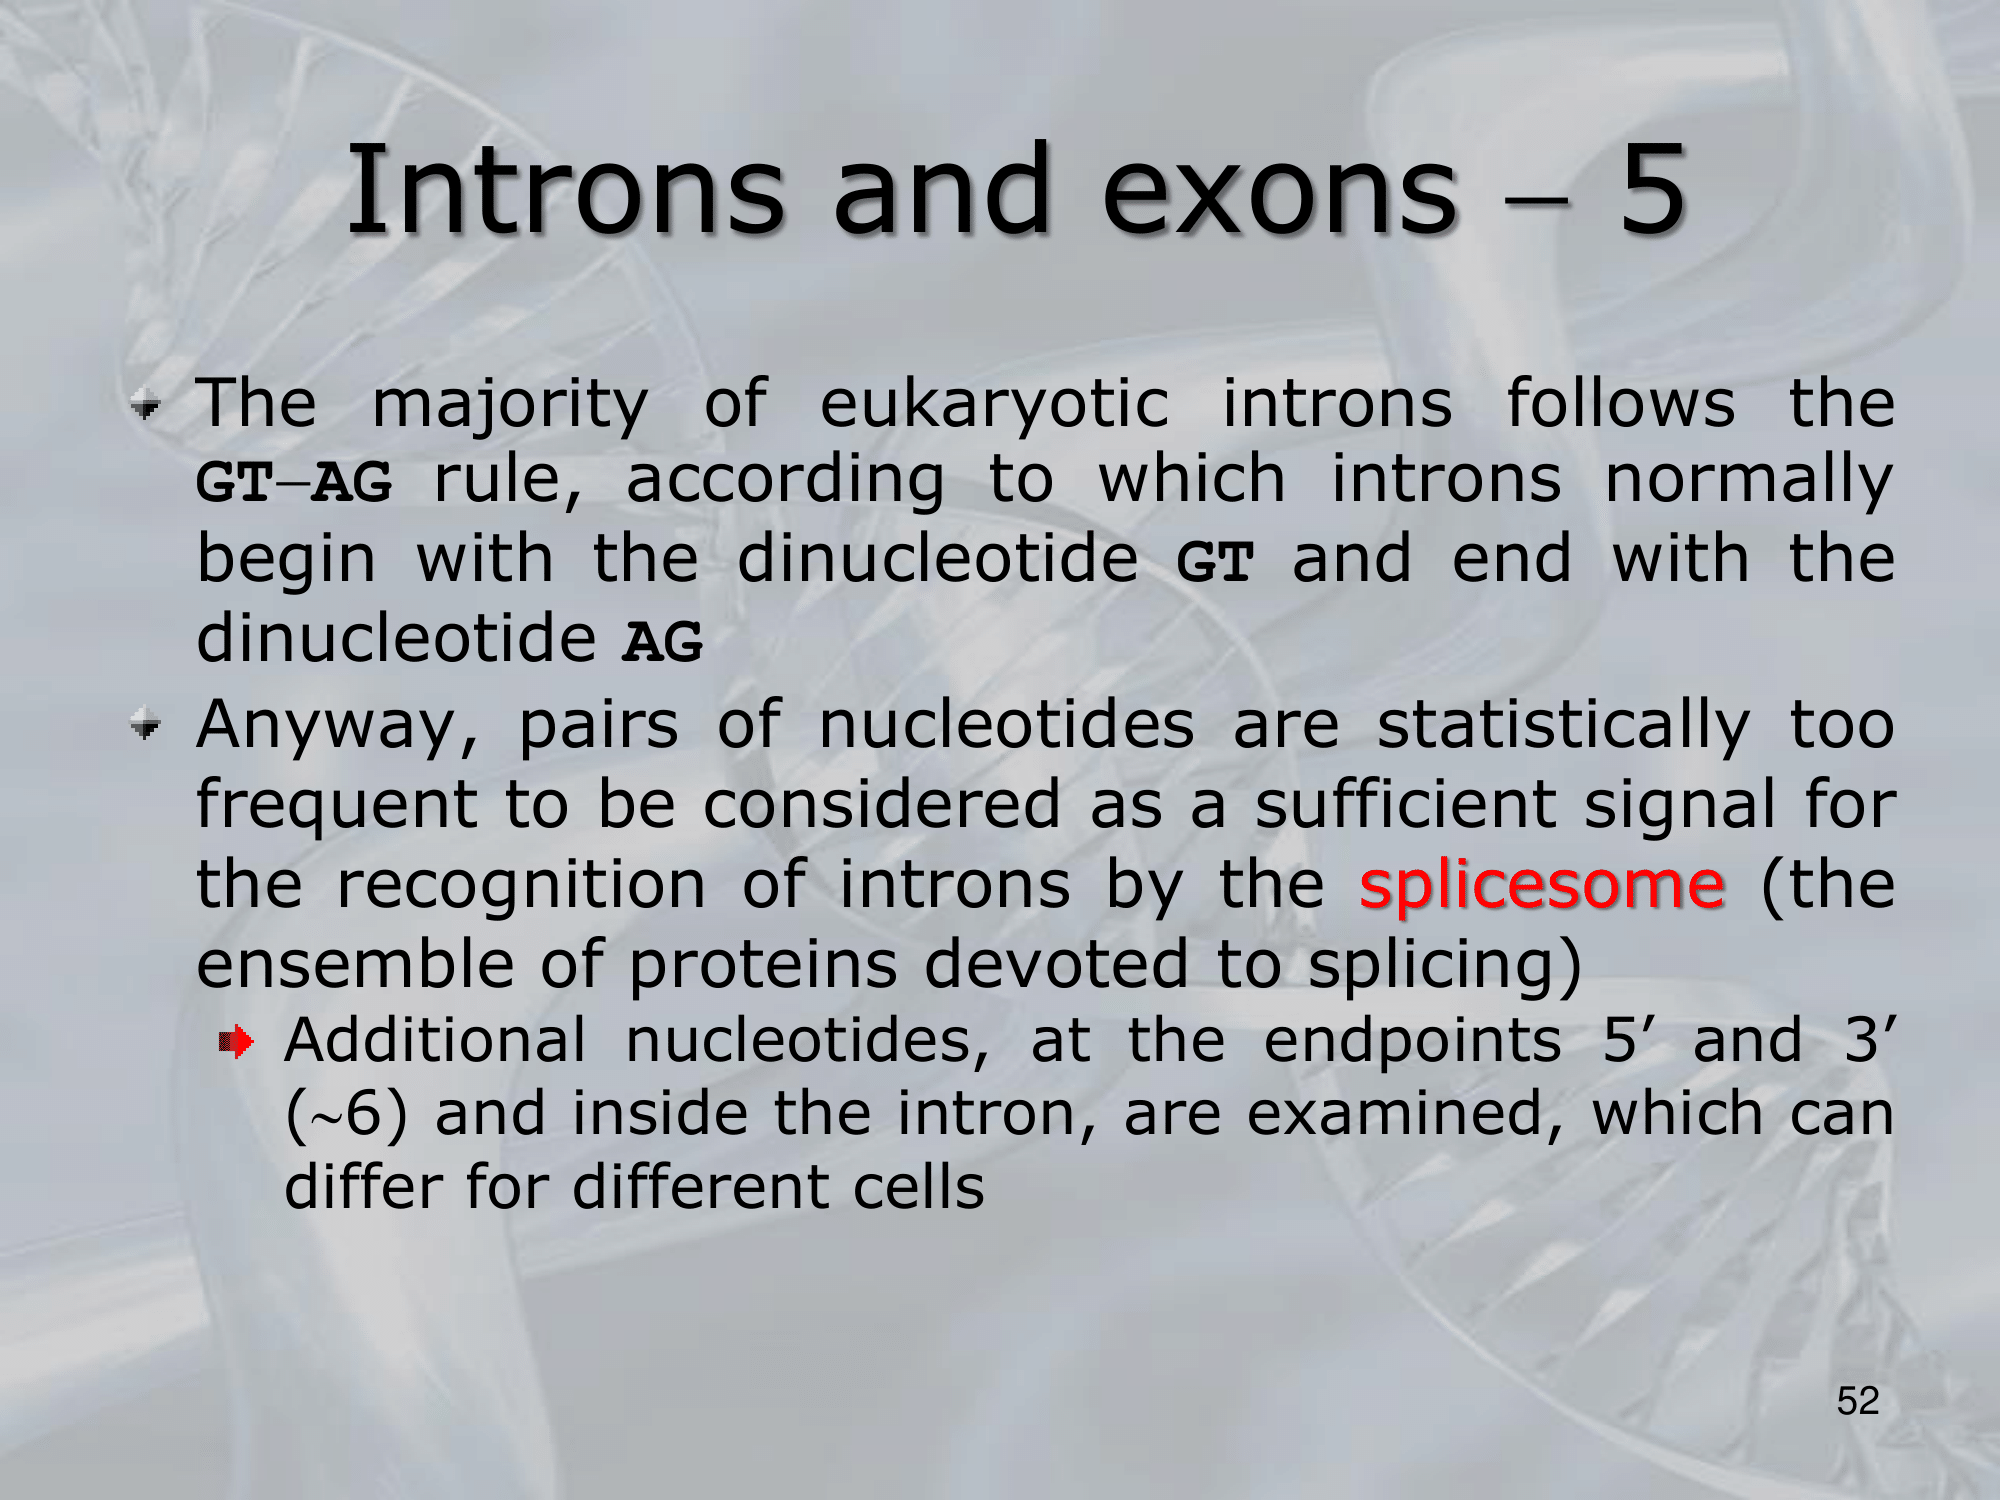 Introns and exons – 5
The majority of eukaryotic introns follows the
GT–AG rule, according to which introns normally
begin with the dinucleotide GT and end with the
dinucleotide AG
Anyway, pairs of nucleotides are statistically too
frequent to be considered as a sufficient signal for
the recognition of introns by the splicesome (the
ensemble of proteins devoted to splicing)
Additional nucleotides, at the endpoints 5’ and 3’
(∼6) and inside the intron, are examined, which can
differ for different cells
52